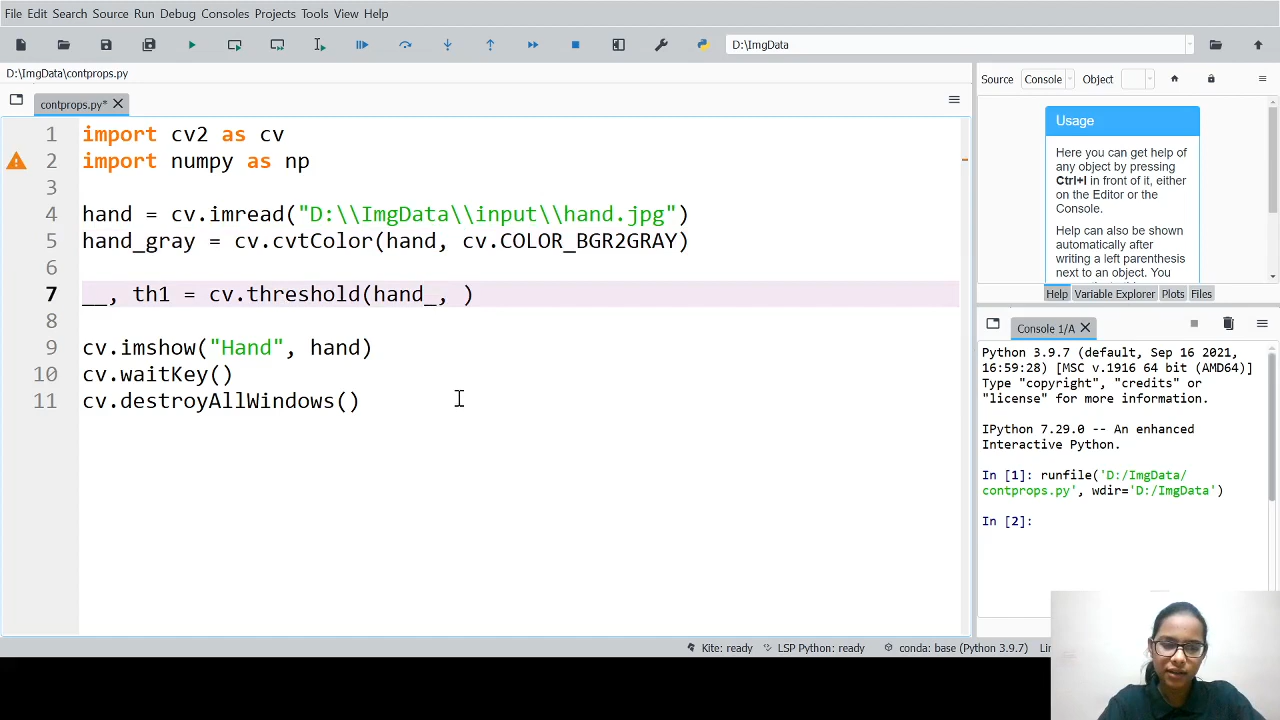 File Edit Search Source Run Debug Consoles Projects Tools View Help
D:\ImgData
D:\ImgData\contprops.py
contprops.py*
1 import cv2 as cv
2 import numpy as np
3
4 hand = cv.imread("D:\\ImgData\\input\\hand.jpg")
5 hand_gray = cv.cvtColor(hand, cv.COLOR_BGR2GRAY)
6
7 __, th1 = cv.threshold(hand_, )
8
9 cv.imshow("Hand", hand)
10 cv.waitKey()
11 cv.destroyAllWindows()
Source Console Object
Usage
Here you can get help of
any object by pressing
Ctrl+I in front of it, either
on the Editor or the
Console.
Help can also be shown
automatically after
writing a left parenthesis
next to an object. You
Help Variable Explorer Plots Files
Console 1/A
Python 3.9.7 (default, Sep 16 2021,
16:59:28) [MSC v.1916 64 bit (AMD64)]
Type "copyright", "credits" or
"license" for more information.
IPython 7.29.0 -- An enhanced
Interactive Python.
In [1]: runfile('D:/ImgData/
contprops.py', wdir='D:/ImgData')
In [2]:
Kite: ready LSP Python: ready conda: base (Python 3.9.7)